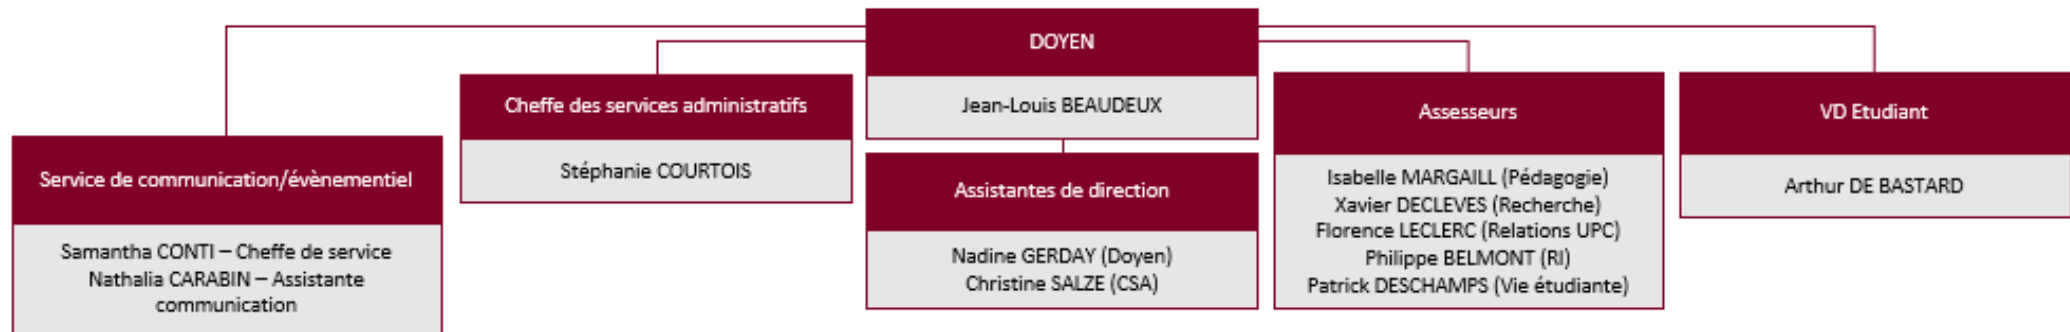 DOYEN
Jean-Louis BEAUDEUX
Service de communication/évènementiel
Samantha CONTI – Cheffe de service
Nathalia CARABIN – Assistante
communication
Cheffe des services administratifs
Stéphanie COURTOIS
Assistantes de direction
Nadine GERDAY (Doyen)
Christine SALZE (CSA)
Assesseurs
Isabelle MARGAILL (Pédagogie)
Xavier DECLEVES (Recherche)
Florence LECLERC (Relations UPC)
Philippe BELMONT (RI)
Patrick DESCHAMPS (Vie étudiante)
VD Etudiant
Arthur DE BASTARD